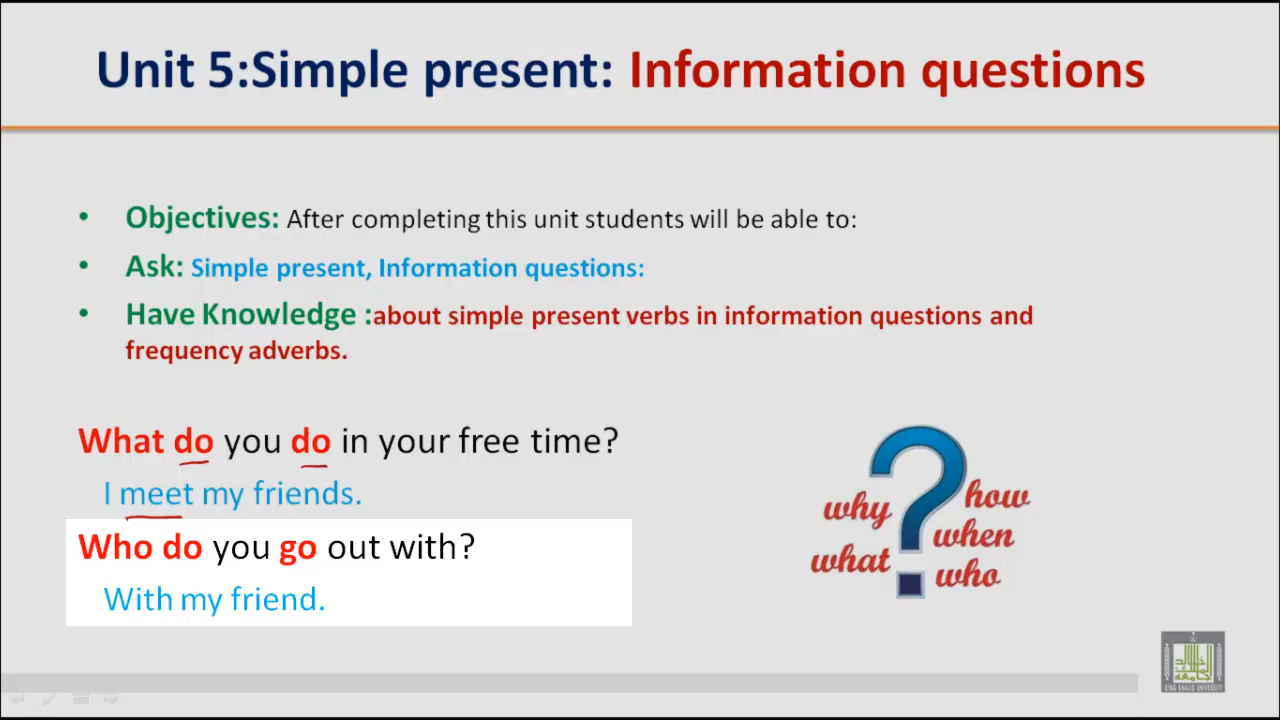 Unit 5:Simple present: Information questions
• Objectives: After completing this unit students will be able to:
• Ask: Simple present, Information questions:
• Have Knowledge :about simple present verbs in information questions and
frequency adverbs.
What do you do in your free time?
I meet my friends.
Who do you go out with?
With my friend.
why
how
when
what
who
KING KHALID UNIVERSITY